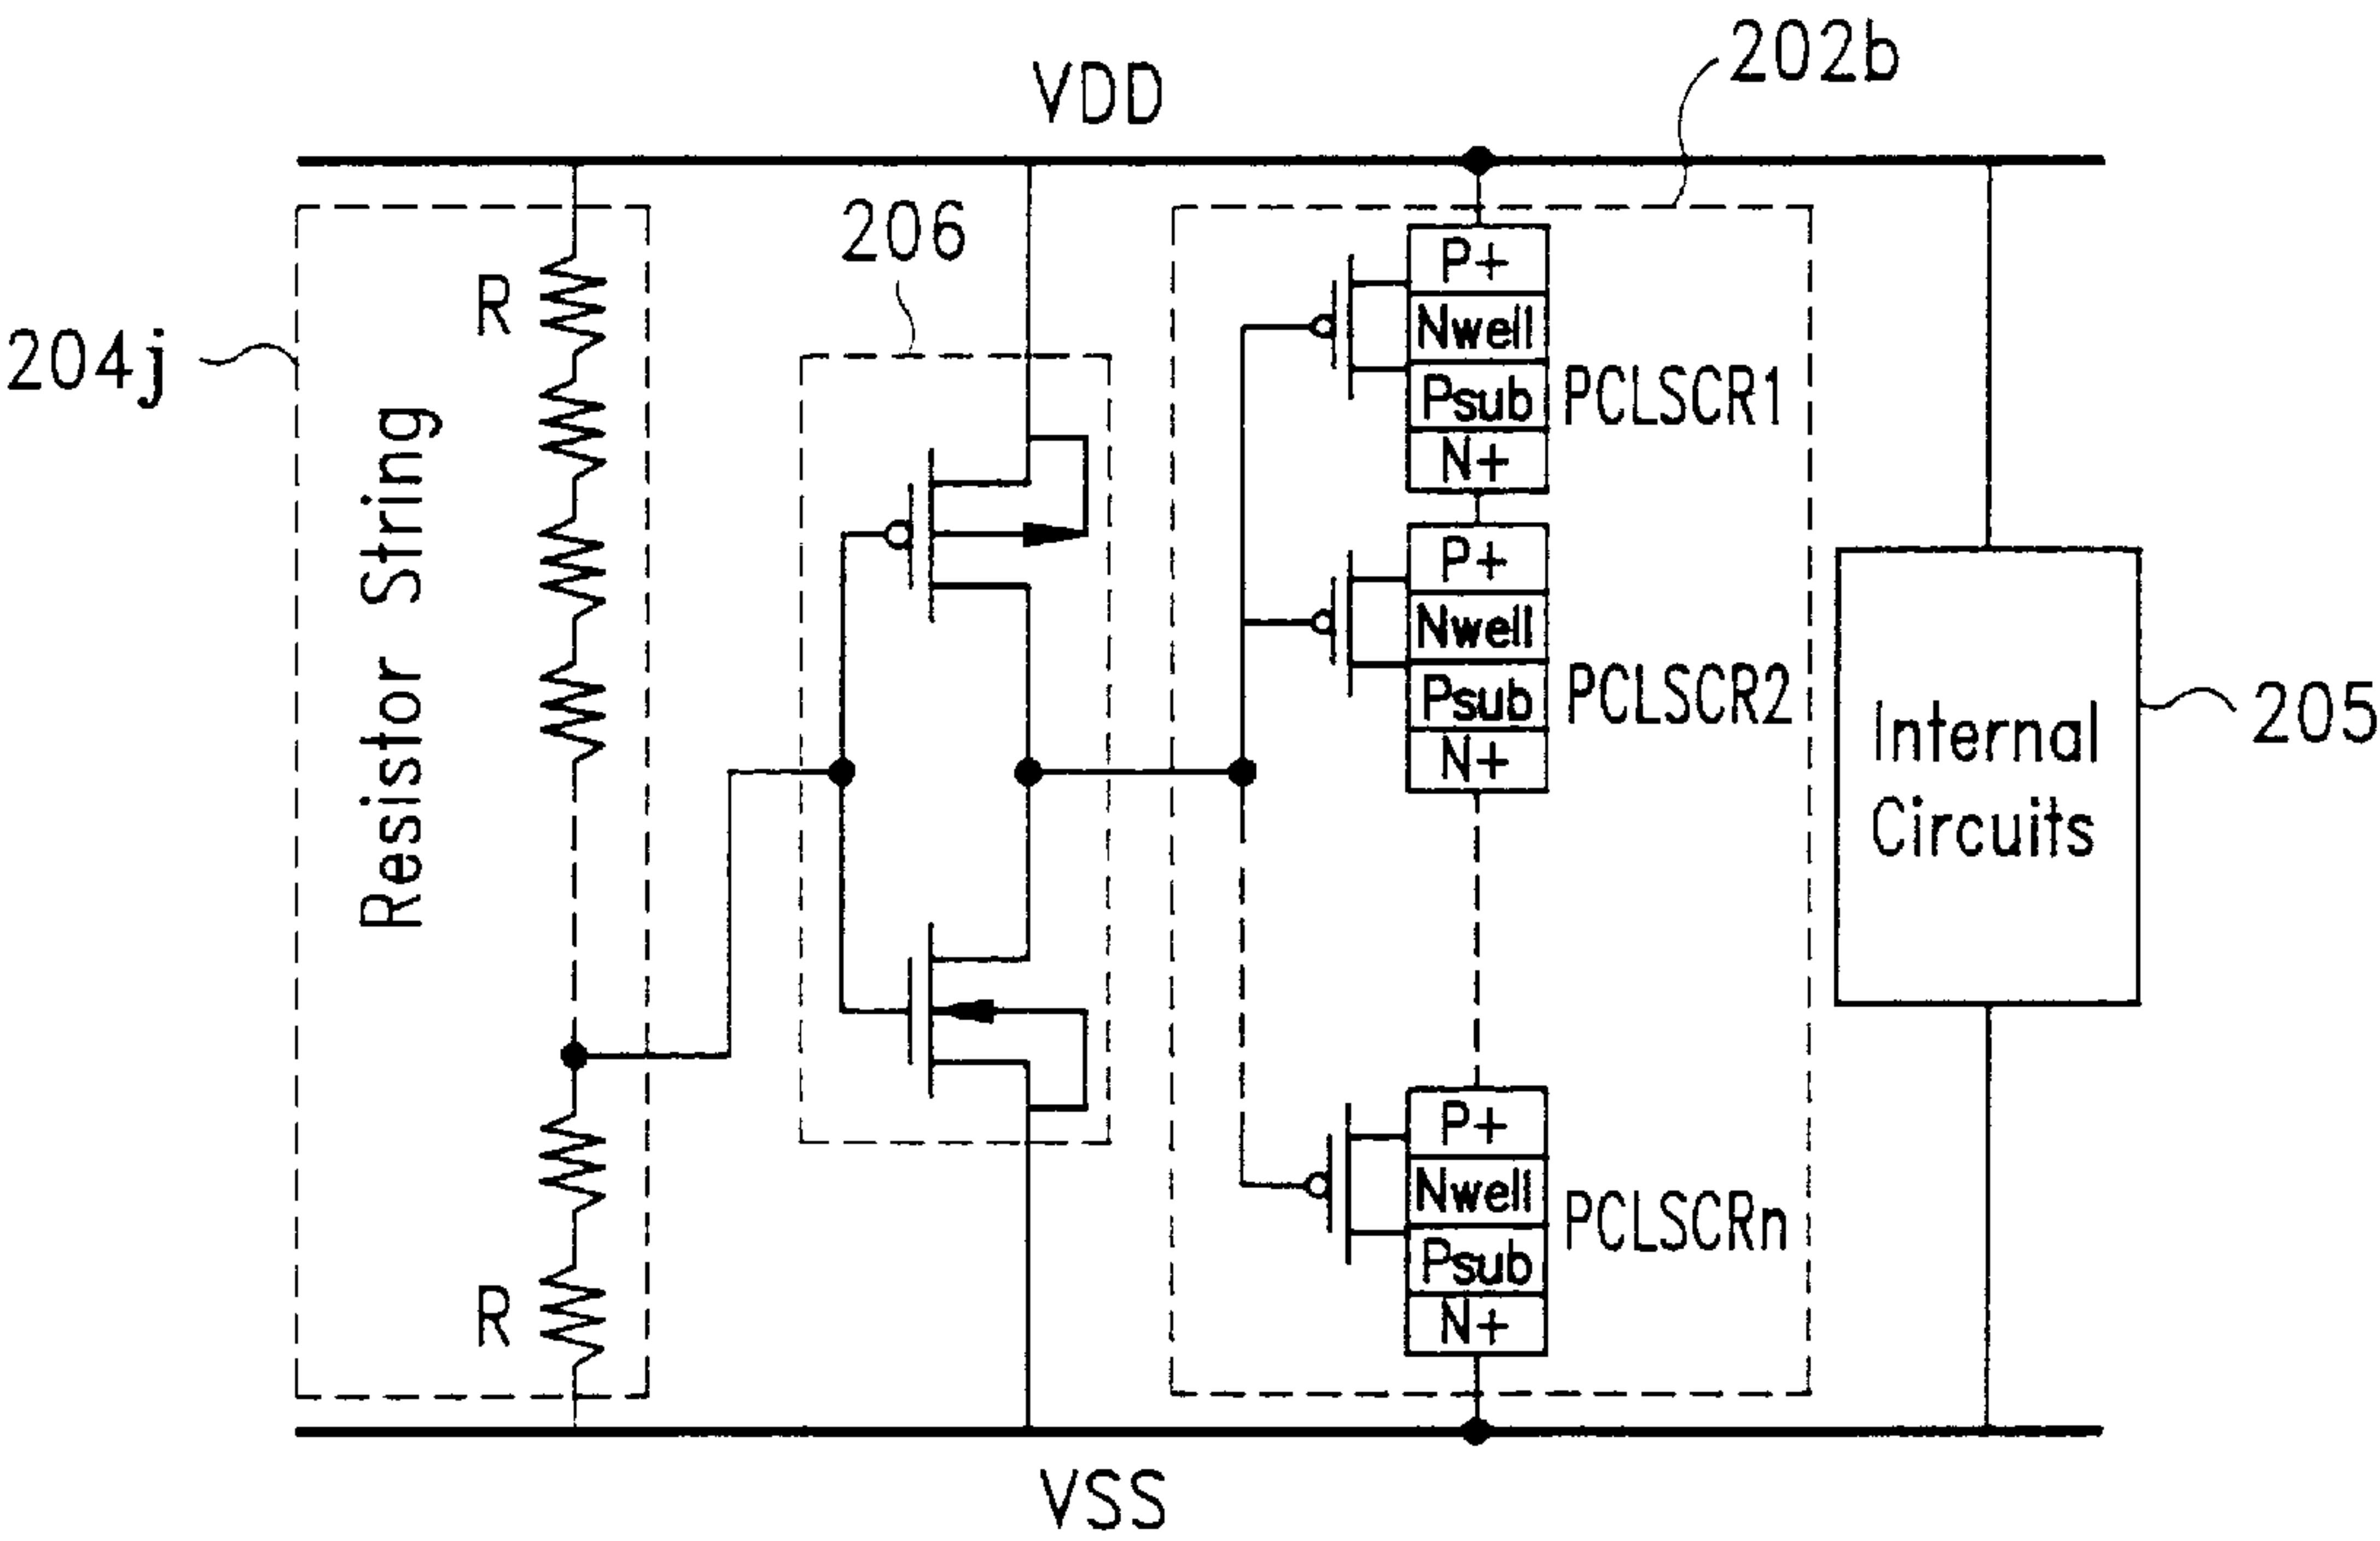 202b
VDD
206
R
204j
Resistor String
P+
Nwell
Psub
N+
PCLSCR1
P+
Nwell
Psub
N+
PCLSCR2
Internal
Circuits
205
P+
Nwell
Psub
N+
PCLSCRn
R
VSS